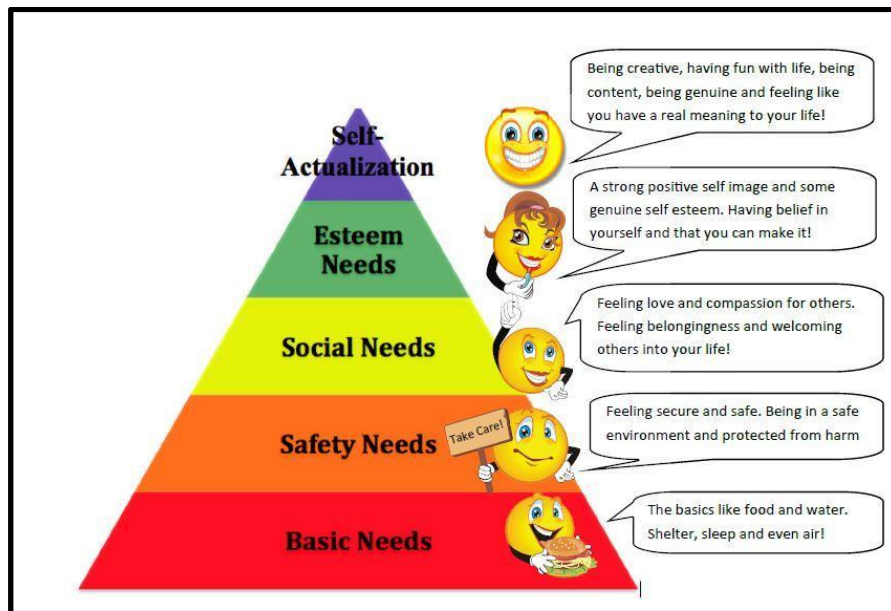 Being creative, having fun with life, being
content, being genuine and feeling like
you have a real meaning to your life!
Self-
Actualization
A strong positive self image and some
genuine self esteem. Having belief in
yourself and that you can make it!
Esteem
Needs
Feeling love and compassion for others.
Feeling belongingness and welcoming
others into your life!
Social Needs
Feeling secure and safe. Being in a safe
environment and protected from harm
Take Care!
Safety Needs
The basics like food and water.
Shelter, sleep and even air!
Basic Needs